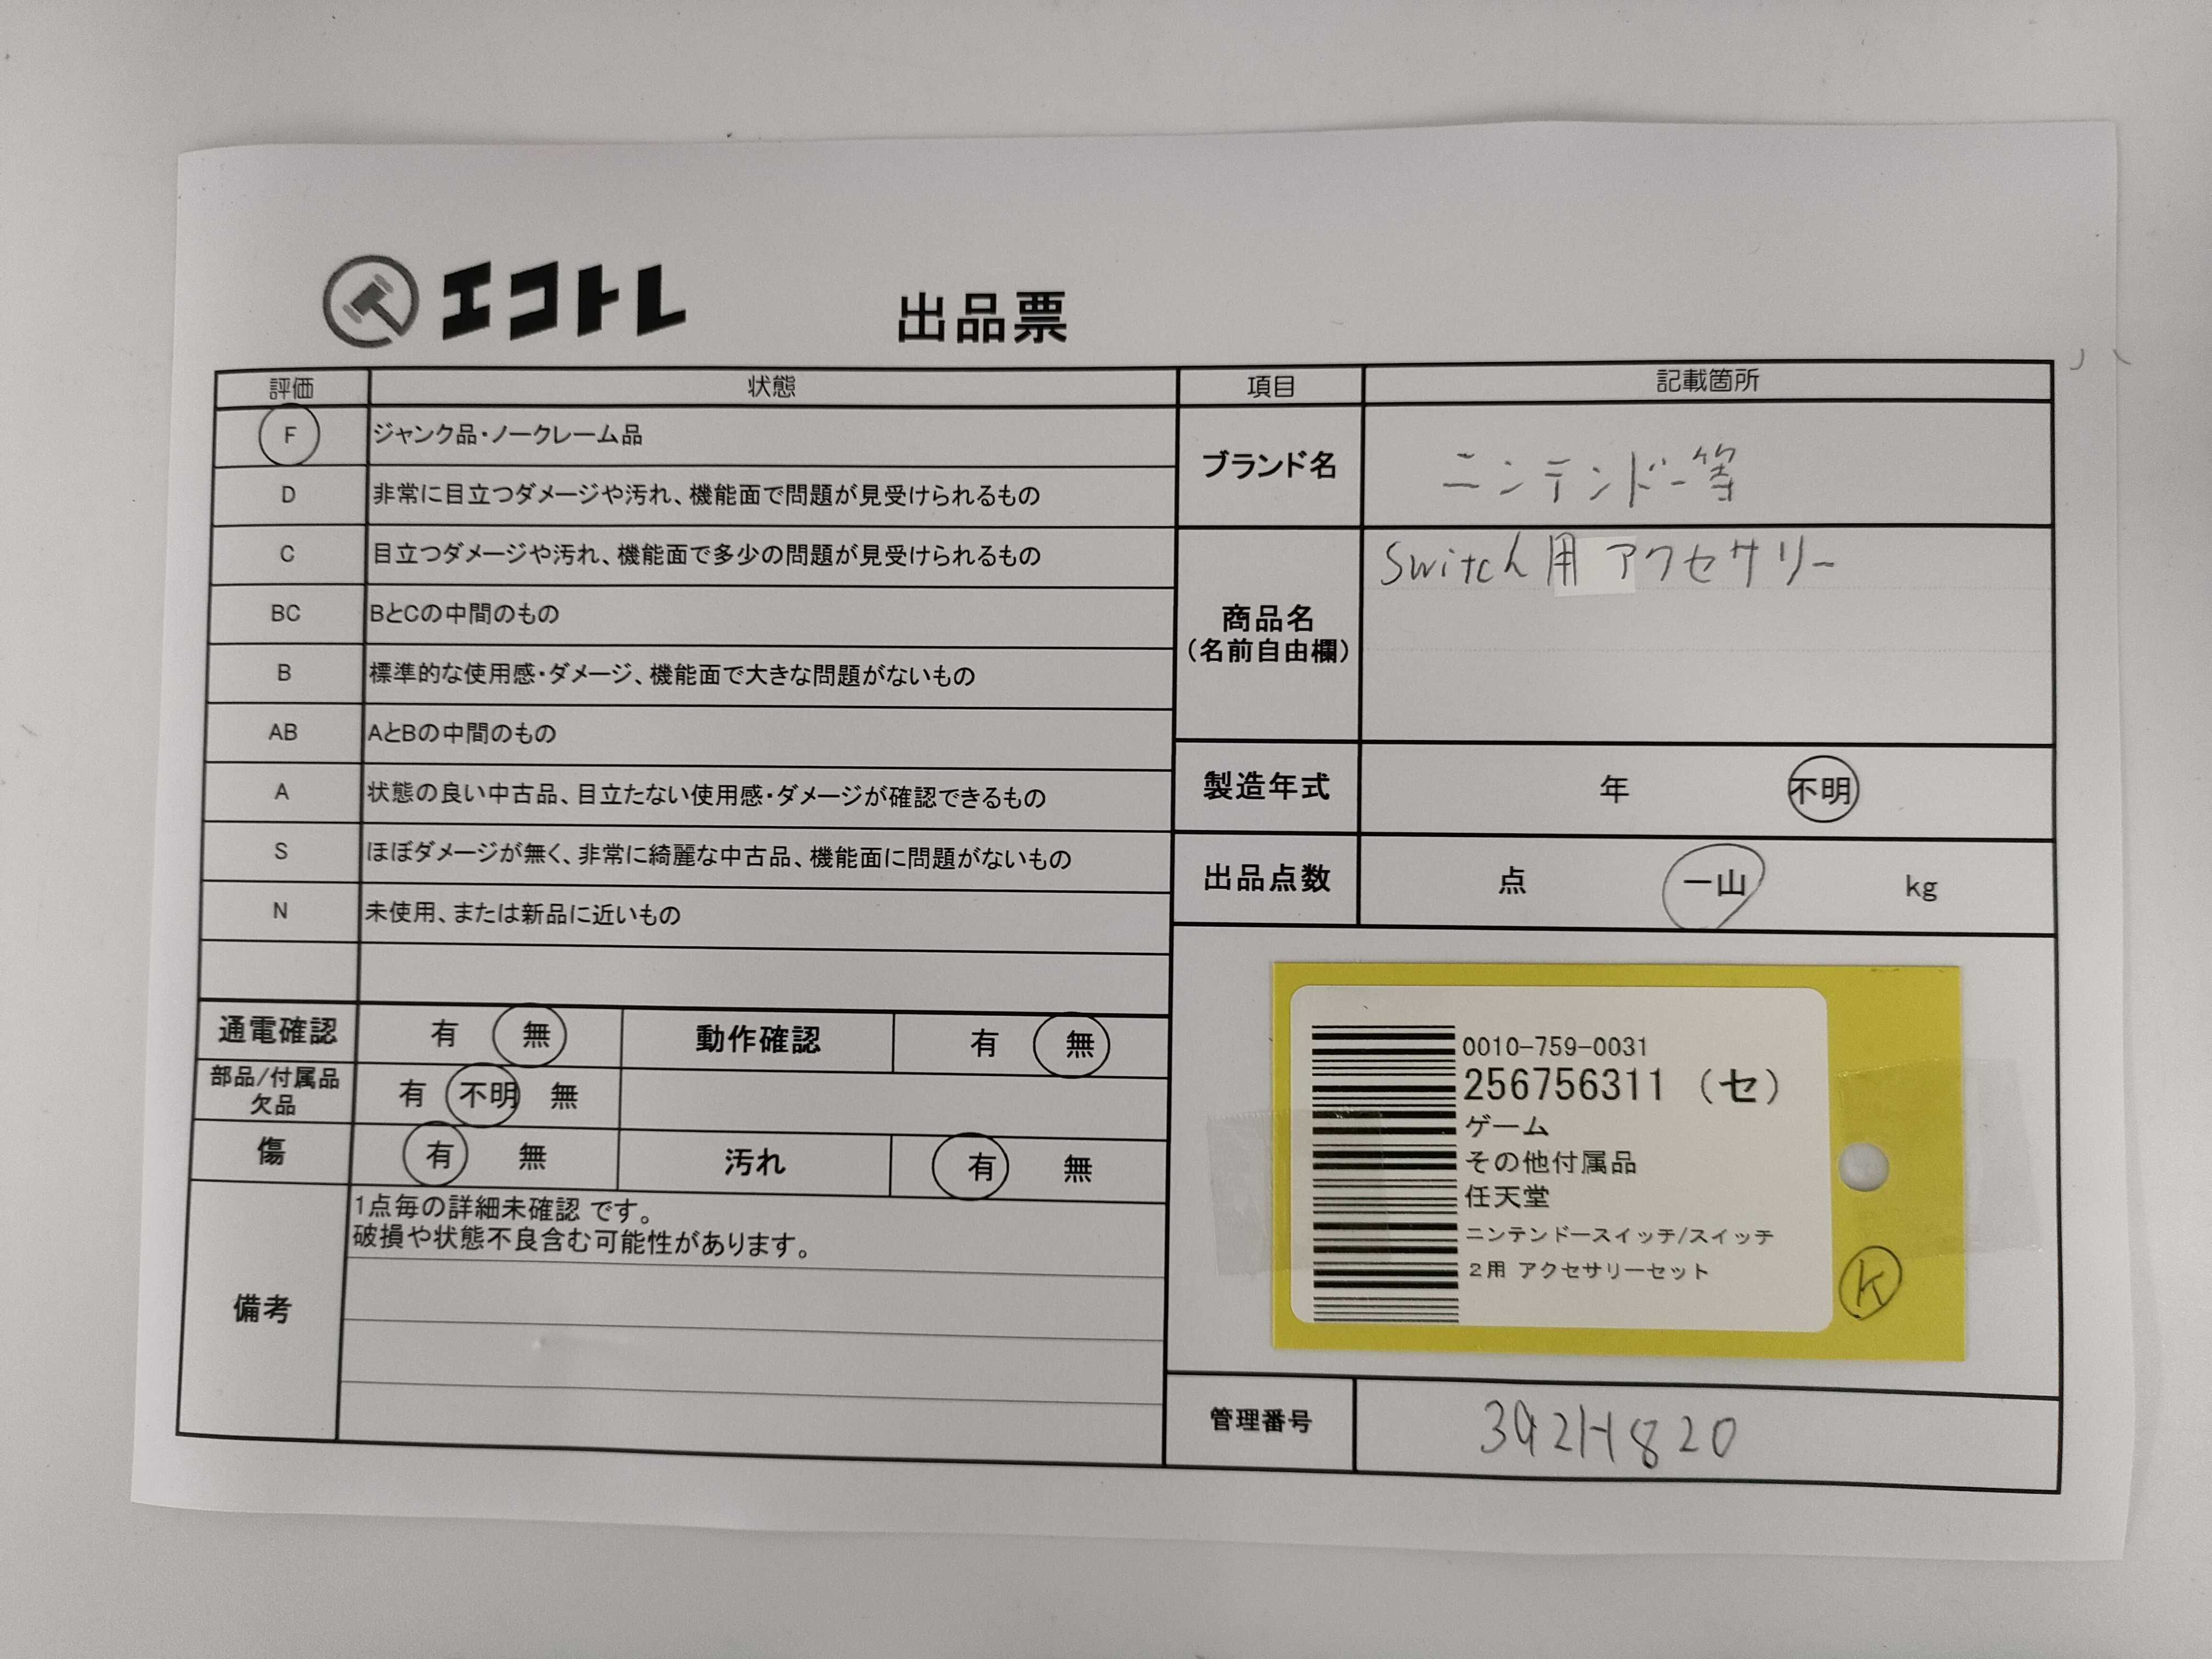 エコトレ
出品票
評価 状態
F ジャンク品・ノークレーム品
D 非常に目立つダメージや汚れ、機能面で問題が見受けられるもの
C 目立つダメージや汚れ、機能面で多少の問題が見受けられるもの
BC BとCの中間のもの
B 標準的な使用感・ダメージ、機能面で大きな問題がないもの
AB AとBの中間のもの
A 状態の良い中古品、目立たない使用感・ダメージが確認できるもの
S ほぼダメージが無く、非常に綺麗な中古品、機能面に問題がないもの
N 未使用、または新品に近いもの
通電確認 有 無 動作確認 有 無
部品/付属品
欠品 有 不明 無
傷 有 無 汚れ 有 無
備考
1点毎の詳細未確認 です。
破損や状態不良含む可能性があります。
項目 記載箇所
ブランド名 ニンテンドー等
商品名
(名前自由欄)
Switch用 アクセサリー
製造年式 年 不明
出品点数 点 一山 kg
0010-759-0031
256756311 (セ)
ゲーム
その他付属品
任天堂
ニンテンドースイッチ/スイッチ
2用 アクセサリーセット
K
管理番号 392H820